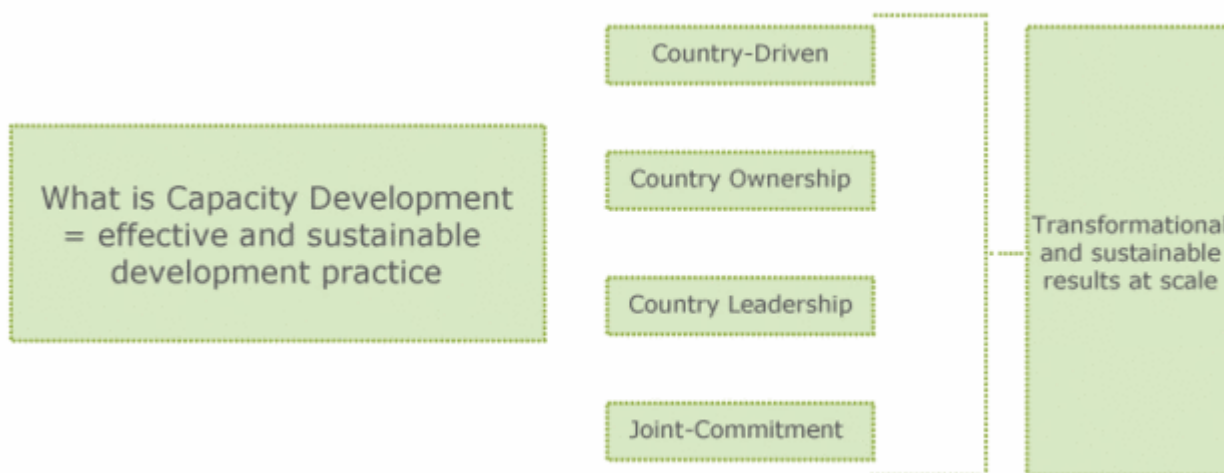 What is Capacity Development
= effective and sustainable
development practice
Country-Driven
Country Ownership
Country Leadership
Joint-Commitment
Transformational
and sustainable
results at scale